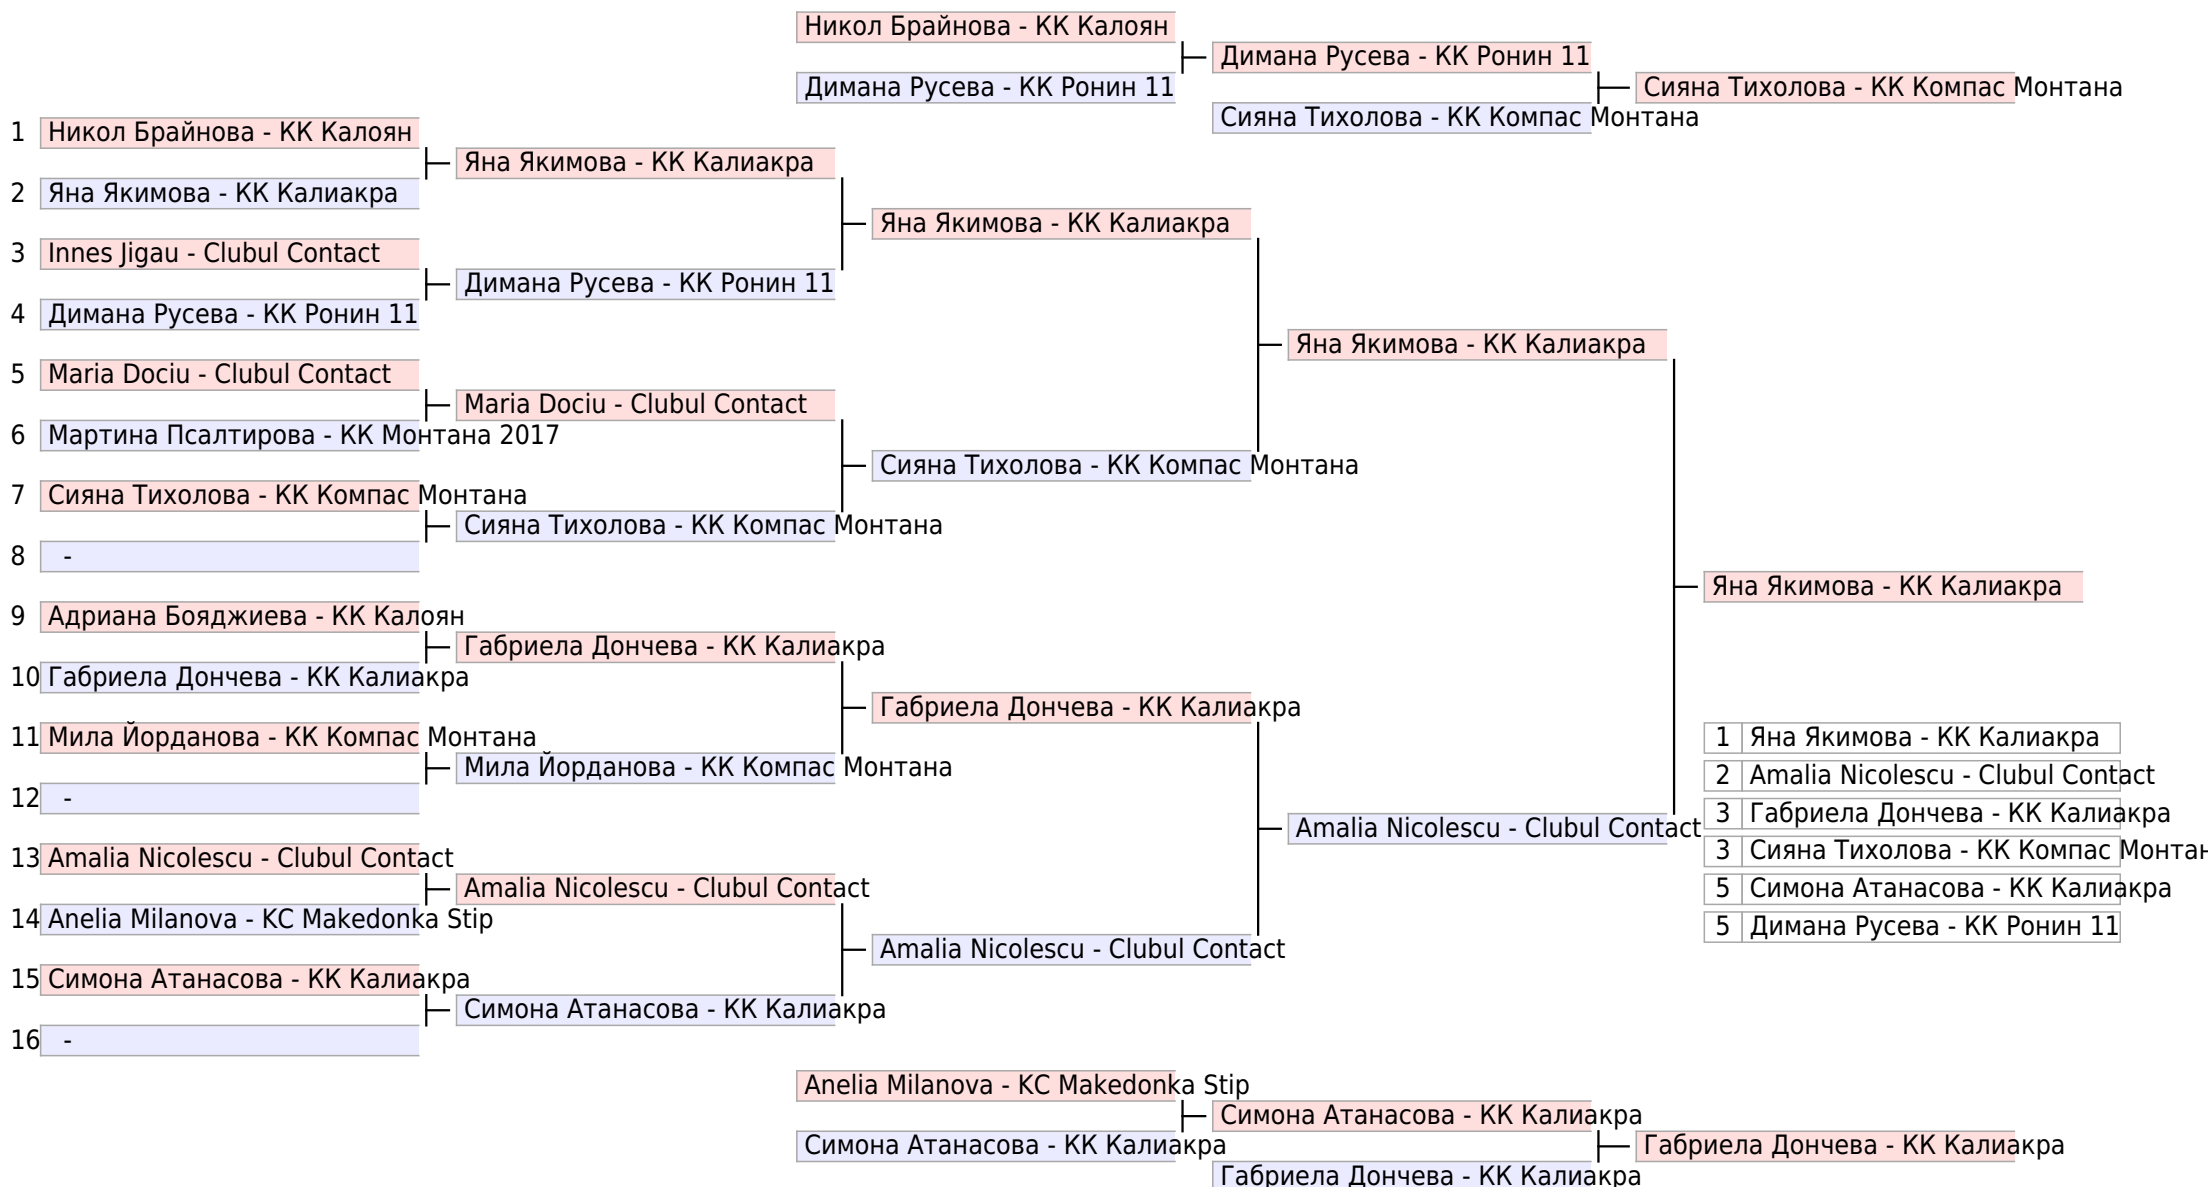 Никол Брайнова - КК Калоян
Димана Русева - КК Ронин 11
Димана Русева - КК Ронин 11
Сияна Тихолова - КК Компас Монтана
Сияна Тихолова - КК Компас Монтана
1 Никол Брайнова - КК Калоян
Яна Якимова - КК Калиакра
2 Яна Якимова - КК Калиакра
Яна Якимова - КК Калиакра
3 Innes Jigau - Clubul Contact
Димана Русева - КК Ронин 11
4 Димана Русева - КК Ронин 11
Яна Якимова - КК Калиакра
5 Maria Dociu - Clubul Contact
Maria Dociu - Clubul Contact
6 Мартина Псалтирова - КК Монтана 2017
Сияна Тихолова - КК Компас Монтана
7 Сияна Тихолова - КК Компас Монтана
Сияна Тихолова - КК Компас Монтана
8 -
Яна Якимова - КК Калиакра
9 Адриана Бояджиева - КК Калоян
Габриела Дончева - КК Калиакра
10 Габриела Дончева - КК Калиакра
Габриела Дончева - КК Калиакра
11 Мила Йорданова - КК Компас Монтана
Мила Йорданова - КК Компас Монтана
12 -
Amalia Nicolescu - Clubul Contact
13 Amalia Nicolescu - Clubul Contact
Amalia Nicolescu - Clubul Contact
14 Anelia Milanova - KC Makedonka Stip
Amalia Nicolescu - Clubul Contact
15 Симона Атанасова - КК Калиакра
Симона Атанасова - КК Калиакра
16 -
1 Яна Якимова - КК Калиакра
2 Amalia Nicolescu - Clubul Contact
3 Габриела Дончева - КК Калиакра
3 Сияна Тихолова - КК Компас
5 Симона Атанасова - КК Калиакра
5 Димана Русева - КК Ронин 11
Anelia Milanova - KC Makedonka Stip
Симона Атанасова - КК Калиакра
Симона Атанасова - КК Калиакра
Габриела Дончева - КК Калиакра
Габриела Дончева - КК Калиакра